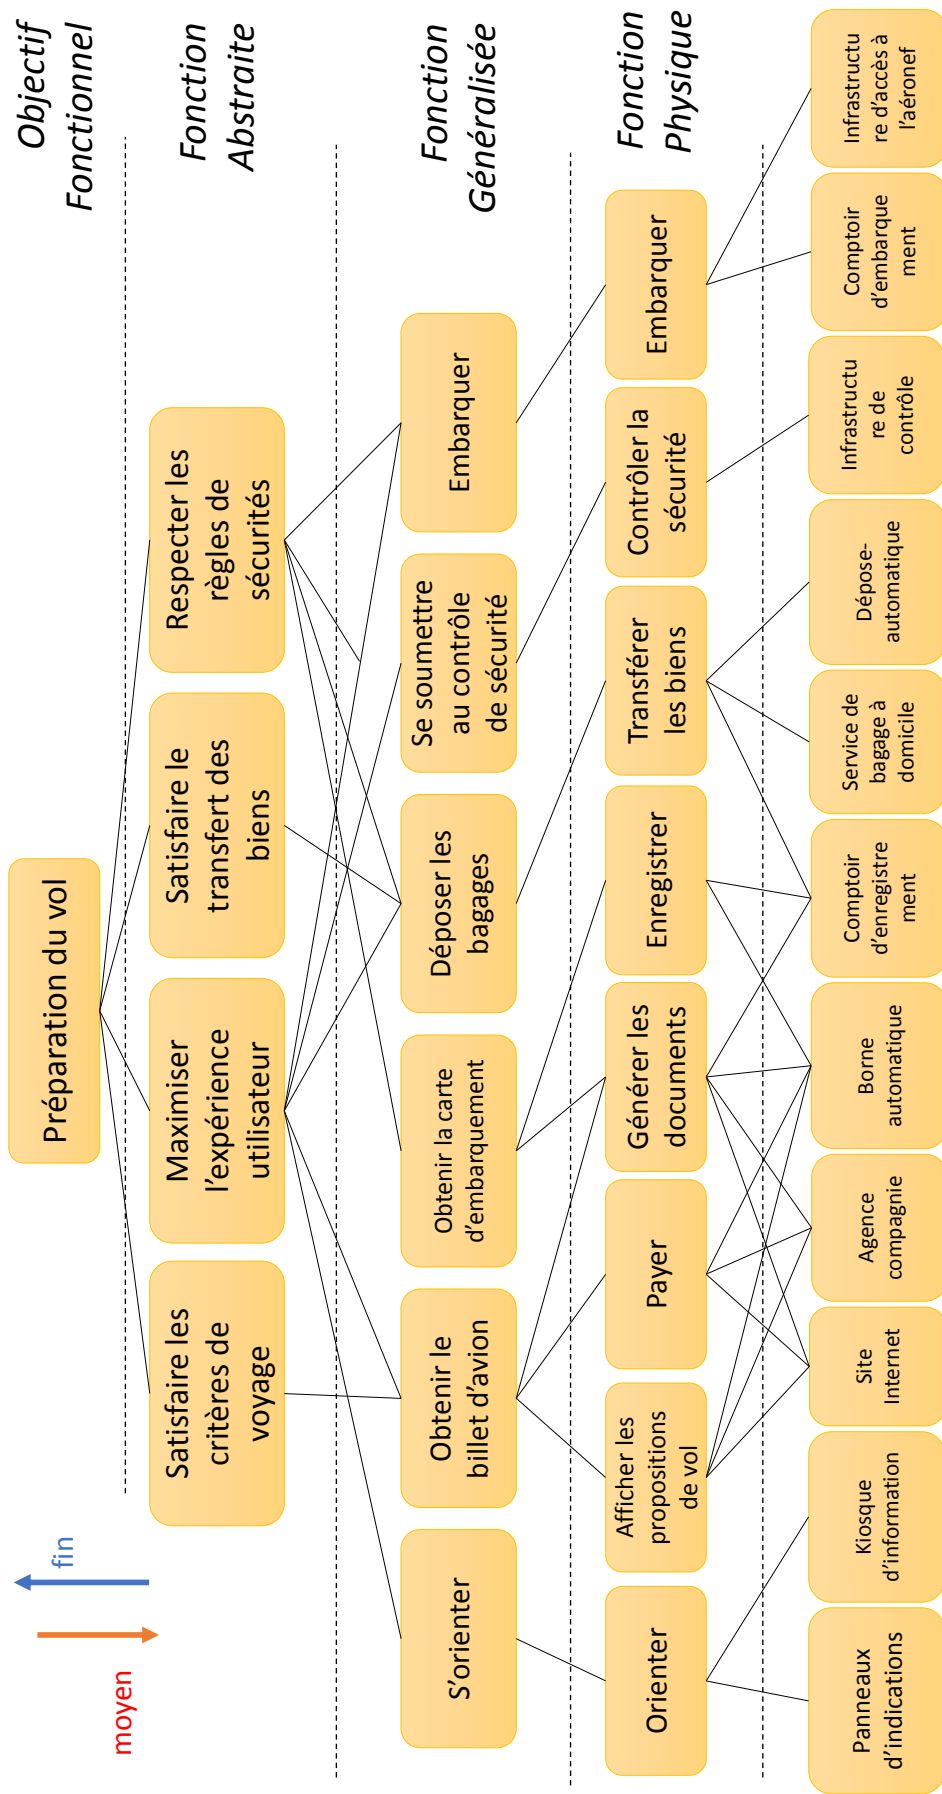 moyen
fin
Objectif
Fonctionnel
Préparation du vol
Fonction
Abstraite
Satisfaire les
critères de
voyage
Maximiser
l'expérience
utilisateur
Satisfaire le
transfert des
biens
Respecter les
règles de
sécurités
Fonction
Généralisée
S'orienter
Obtenir le
billet d'avion
Obtenir la carte
d'embarquement
Déposer les
bagages
Se soumettre
au contrôle
de sécurité
Embarquer
Fonction
Physique
Orienter
Afficher les
propositions
de vol
Payer
Générer les
documents
Enregistrer
Transférer
les biens
Contrôler la
sécurité
Embarquer
Panneaux
d'indications
Kiosque
d'information
Site
Internet
Agence
compagnie
Borne
automatique
Comptoir
d'enregistre
ment
Service de
bagage à
domicile
Dépose-
automatique
Infrastructu
re de
contrôle
Comptoir
d'embarque
ment
Infrastructu
re d'accès à
l'aéronef